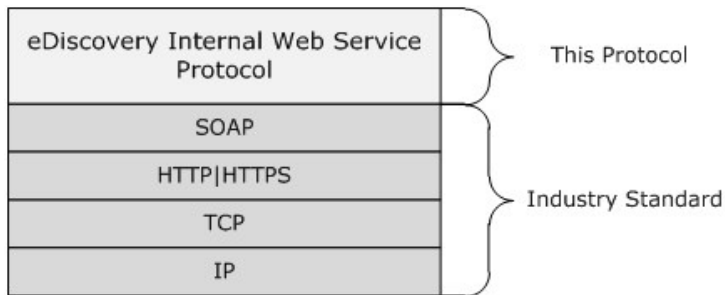 eDiscovery Internal Web Service
Protocol
This Protocol
SOAP
HTTP|HTTPS
TCP
IP
Industry Standard